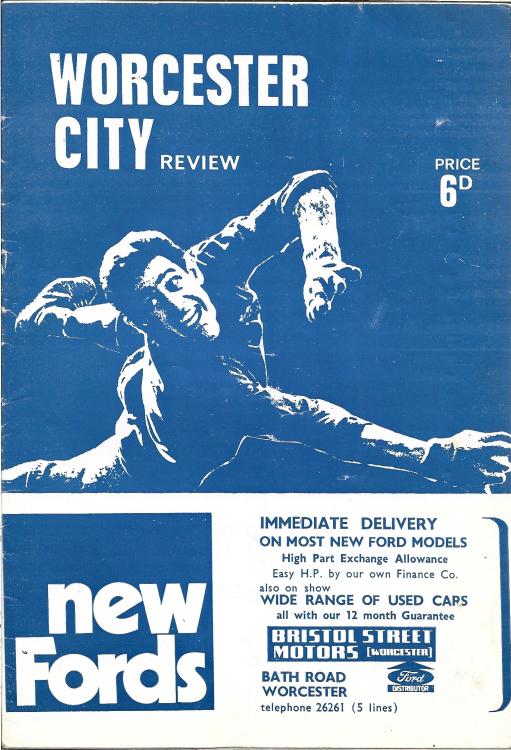 WORCESTER
CITY REVIEW
PRICE
6D
new
Fords
IMMEDIATE DELIVERY
ON MOST NEW FORD MODELS
High Part Exchange Allowance
Easy H.P. by our own Finance Co.
also on show
WIDE RANGE OF USED CARS
all with our 12 month Guarantee
BRISTOL STREET
MOTORS [WORCESTER]
BATH ROAD
WORCESTER
telephone 26261 (5 lines)
Ford
DISTRIBUTOR